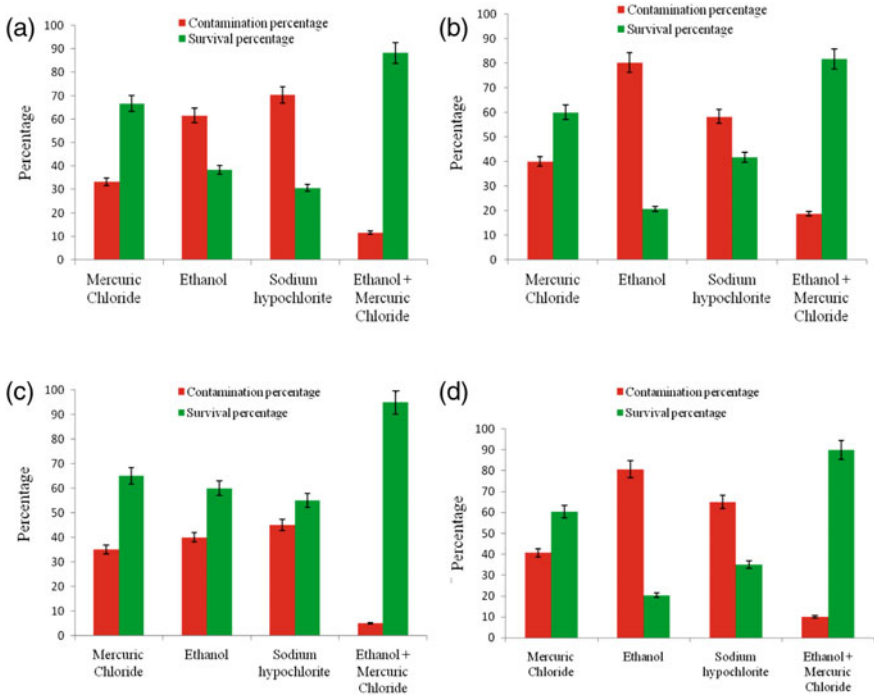 (a)
Contamination percentage
Survival percentage
100
90
80
70
60
50
40
30
20
10
0
Percentage
Mercuric Chloride
Ethanol
Sodium hypochlorite
Ethanol + Mercuric Chloride
(b)
Contamination percentage
Survival percentage
100
90
80
70
60
50
40
30
20
10
0
Percentage
Mercuric Chloride
Ethanol
Sodium hypochlorite
Ethanol + Mercuric Chloride
(c)
Contamination percentage
Survival percentage
100
90
80
70
60
50
40
30
20
10
0
Percentage
Mercuric Chloride
Ethanol
Sodium hypochlorite
Ethanol + Mercuric Chloride
(d)
Contamination percentage
Survival percentage
100
90
80
70
60
50
40
30
20
10
0
Percentage
Mercuric Chloride
Ethanol
Sodium hypochlorite
Ethanol + Mercuric Chloride